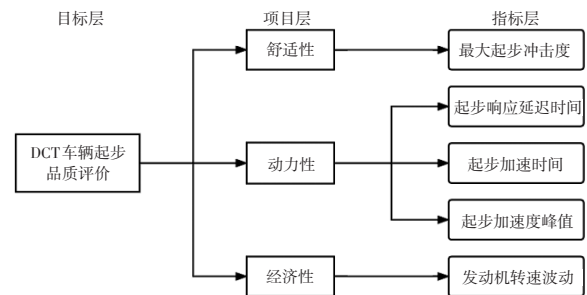 目标层
项目层
指标层
舒适性
最大起步冲击度
起步响应延迟时间
DCT车辆起步
品质评价
动力性
起步加速时间
起步加速度峰值
经济性
发动机转速波动